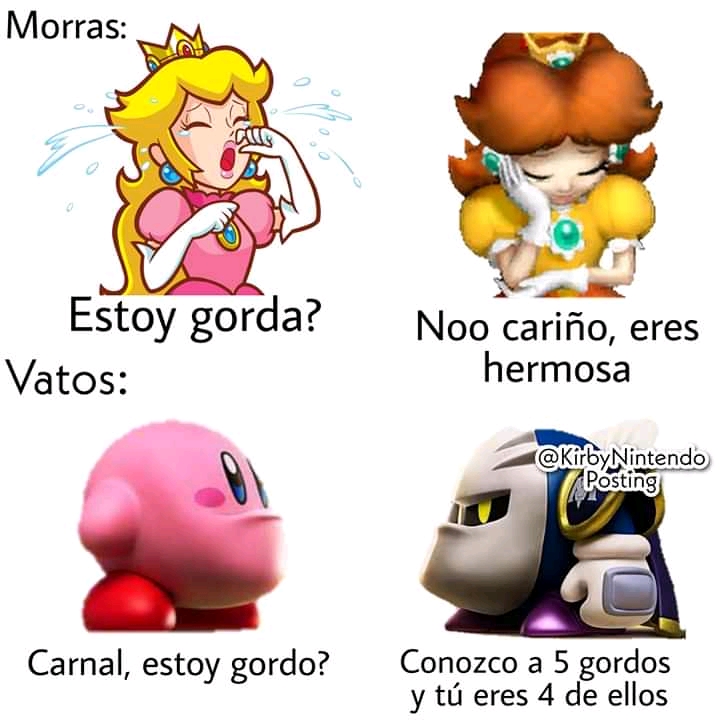 Morras:
Estoy gorda?
Noo cariño, eres
hermosa
Vatos:
@KirbyNintendo
Posting
Carnal, estoy gordo?
Conozco a 5 gordos
y tú eres 4 de ellos